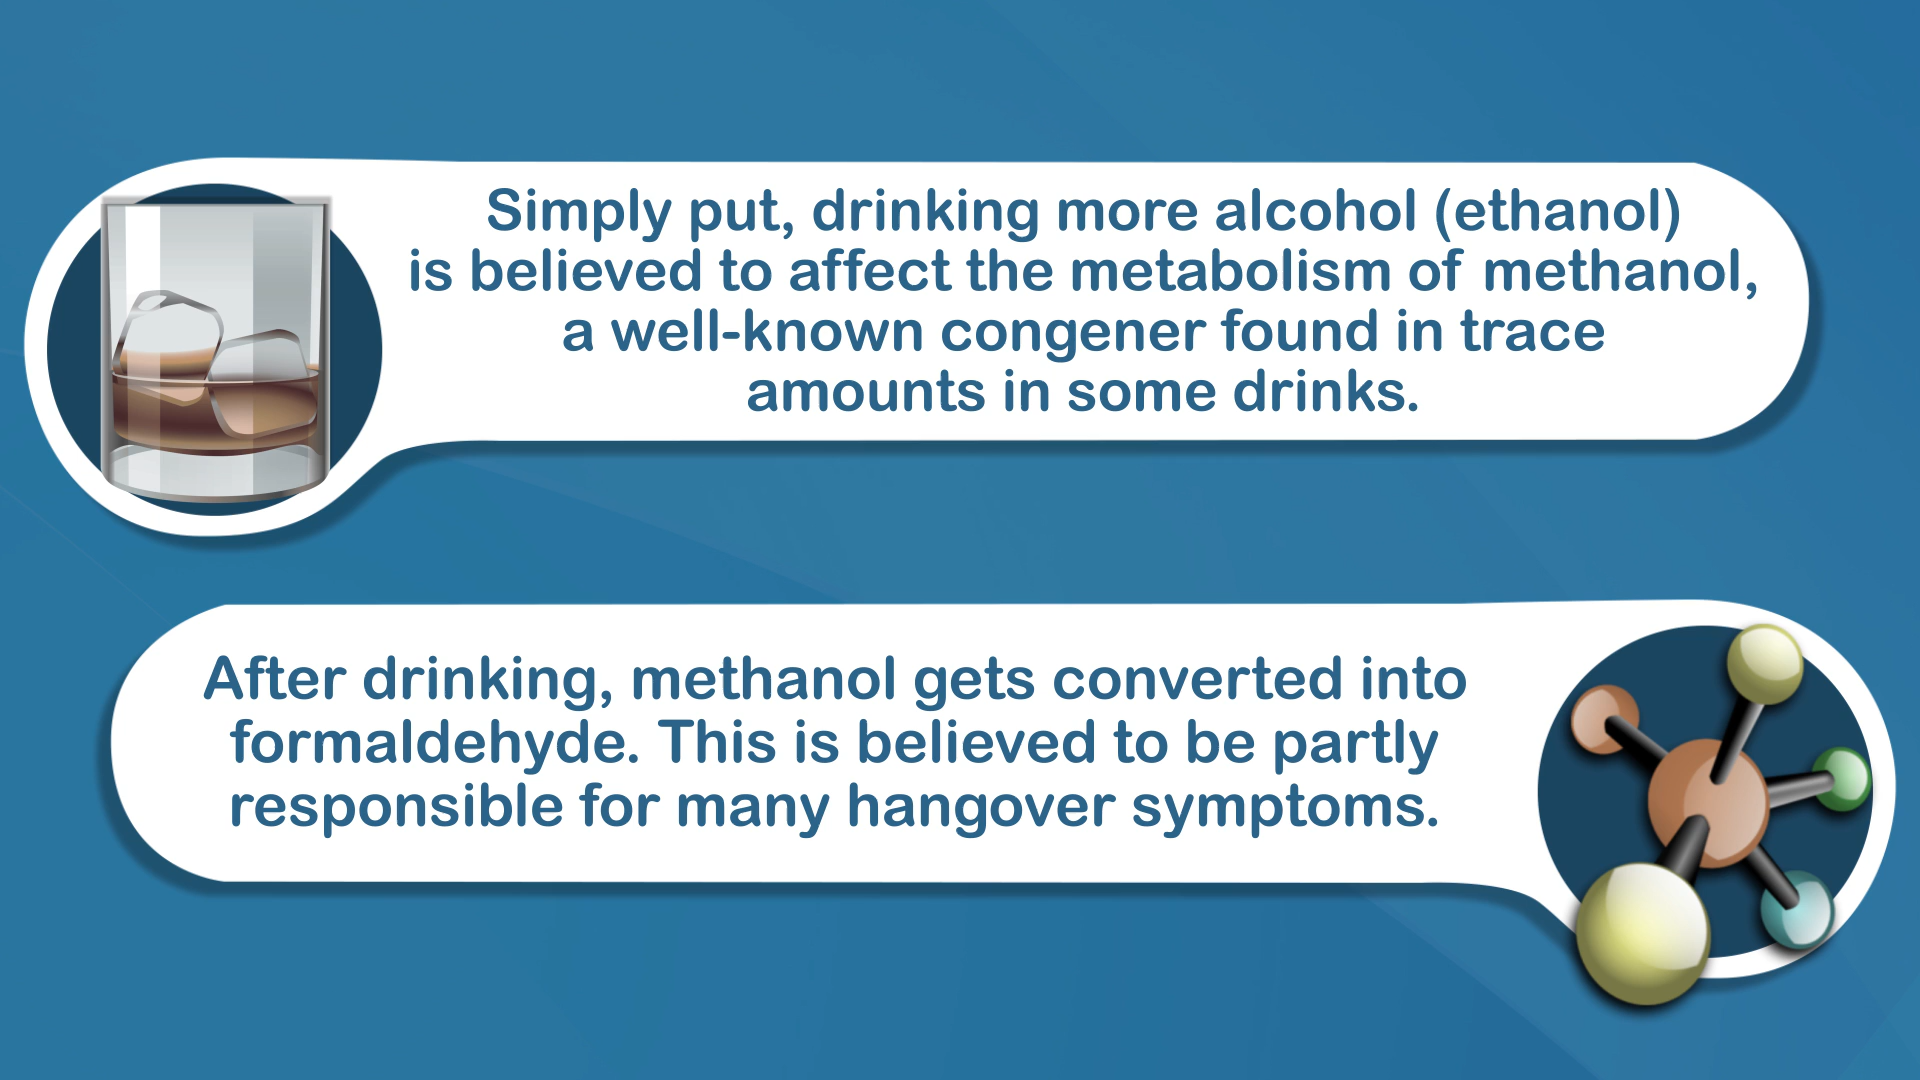 Simply put, drinking more alcohol (ethanol)
is believed to affect the metabolism of methanol,
a well-known congener found in trace
amounts in some drinks.
After drinking, methanol gets converted into
formaldehyde. This is believed to be partly
responsible for many hangover symptoms.